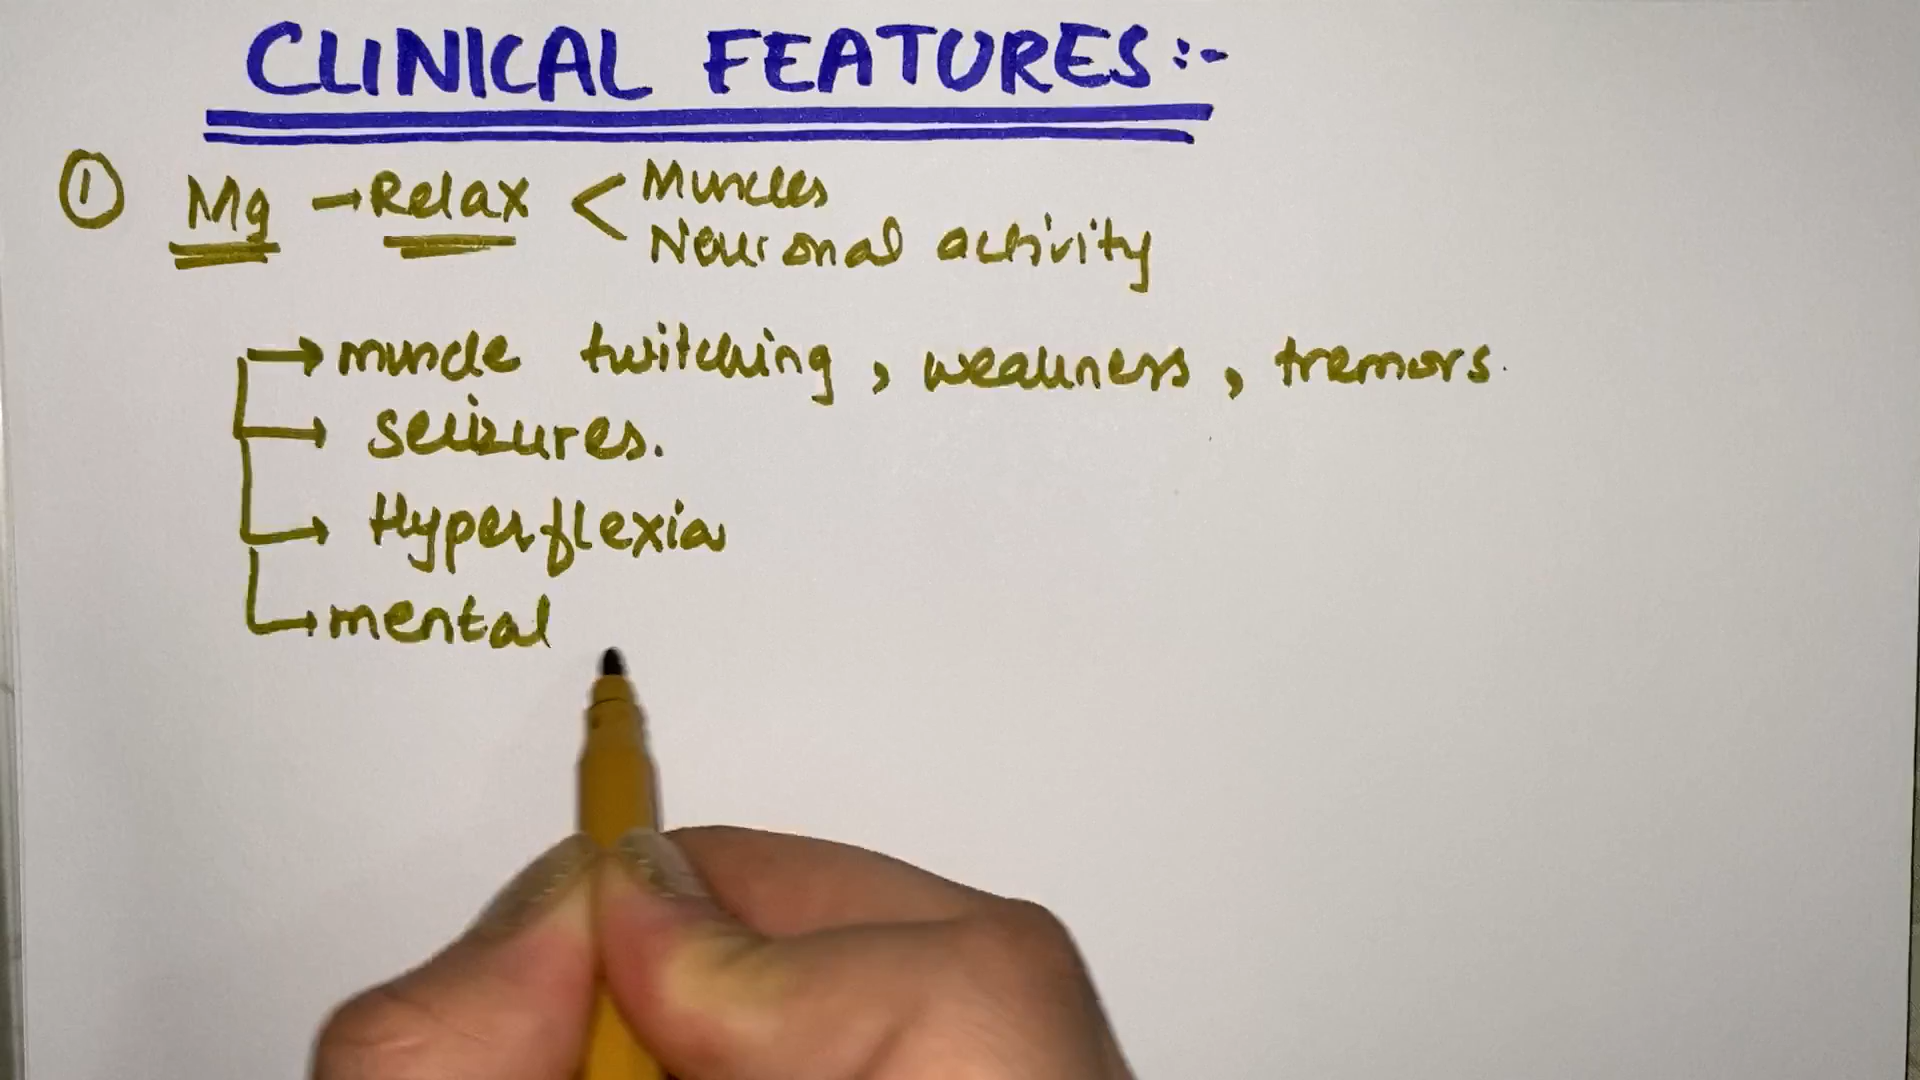 CLINICAL FEATURES:-
① Mg → Relax < Muscles
Neuronal activity
→ muscle twitching, weakness, tremors.
→ seizures.
→ Hyperflexia
→ mental